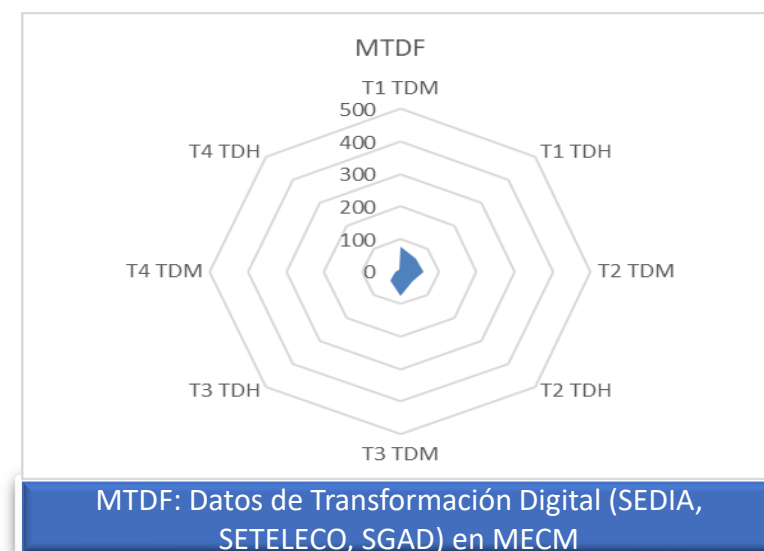 MTDF
T1 TDM
500
T4 TDH
400
T1 TDH
300
200
100
T4 TDM
0
T2 TDM
T3 TDH
T2 TDH
T3 TDM
MTDF: Datos de Transformación Digital (SEDIA,
SETELECO, SGAD) en MECM